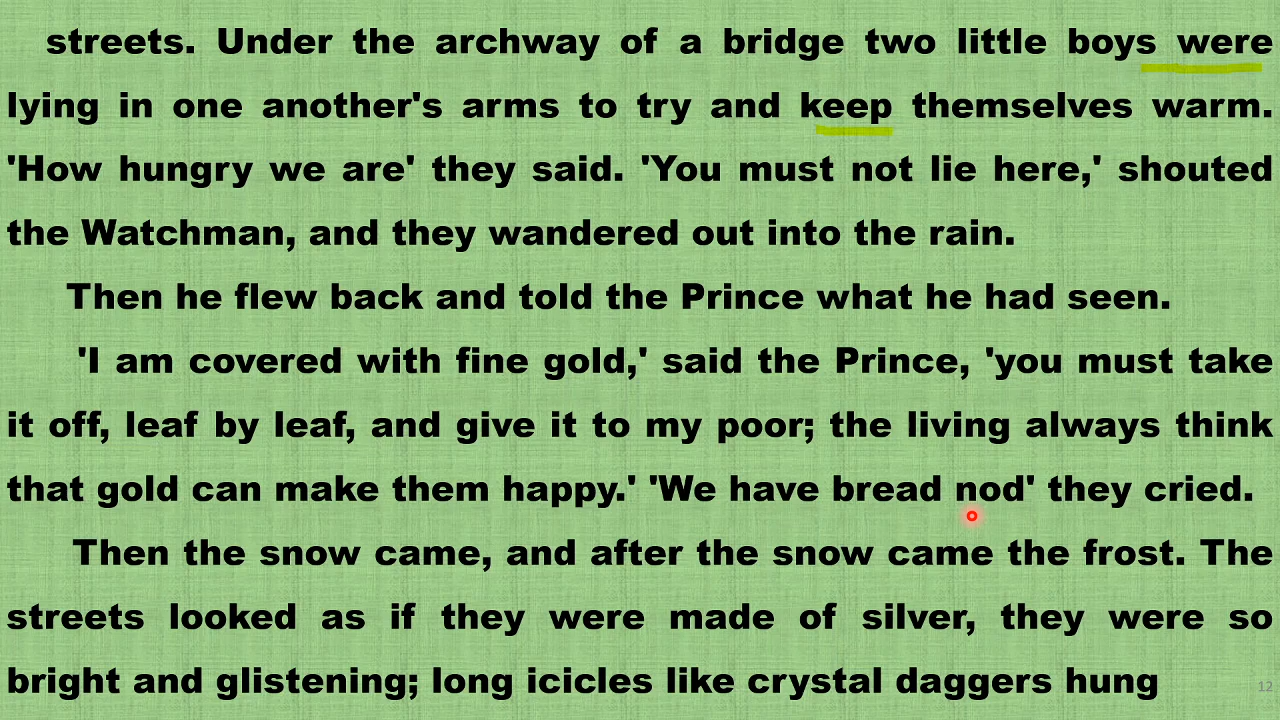 streets. Under the archway of a bridge two little boys were
lying in one another's arms to try and keep themselves warm.
'How hungry we are' they said. 'You must not lie here,' shouted
the Watchman, and they wandered out into the rain.
Then he flew back and told the Prince what he had seen.
'I am covered with fine gold,' said the Prince, 'you must take
it off, leaf by leaf, and give it to my poor; the living always think
that gold can make them happy.' 'We have bread nod' they cried.
Then the snow came, and after the snow came the frost. The
streets looked as if they were made of silver, they were so
bright and glistening; long icicles like crystal daggers hung
12